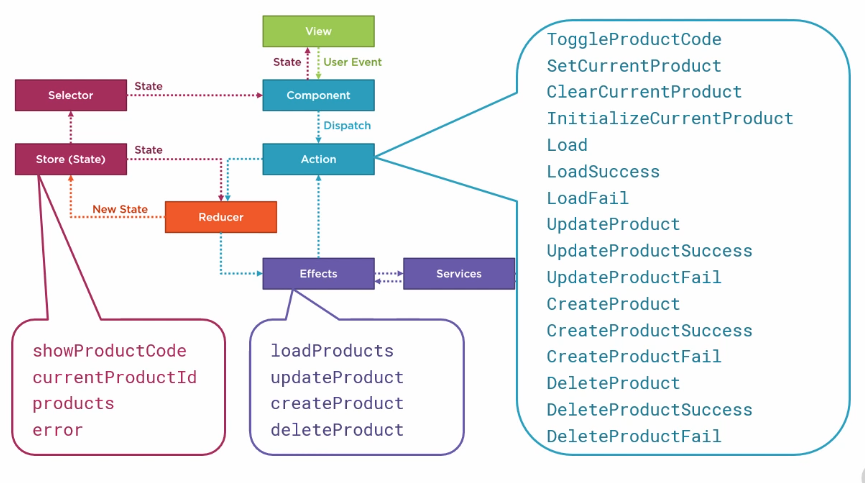 View
State
User Event
Selector
State
Component
Dispatch
Store (State)
State
Action
New State
Reducer
Effects
Services
showProductCode
currentProductId
products
error
loadProducts
updateProduct
createProduct
deleteProduct
ToggleProductCode
SetCurrentProduct
ClearCurrentProduct
InitializeCurrentProduct
Load
LoadSuccess
LoadFail
UpdateProduct
UpdateProductSuccess
UpdateProductFail
CreateProduct
CreateProductSuccess
CreateProductFail
DeleteProduct
DeleteProductSuccess
DeleteProductFail